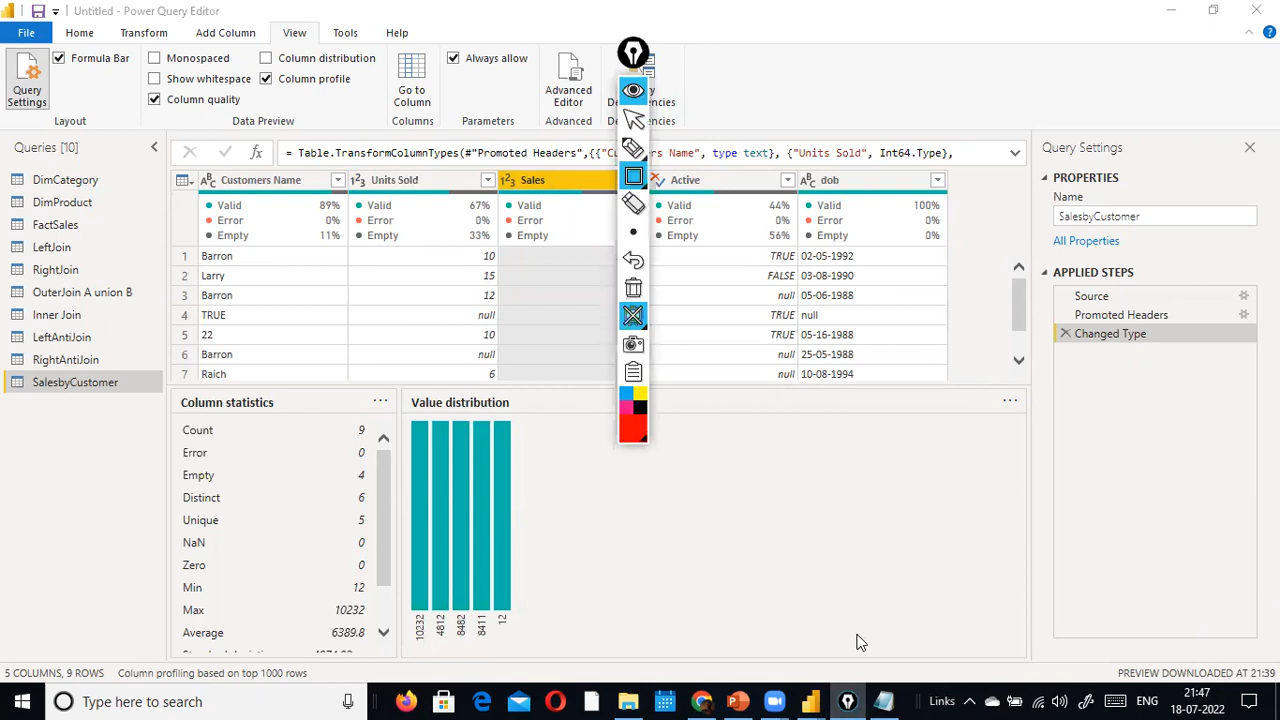 Untitled - Power Query Editor
File Home Transform Add Column View Tools Help
Query Settings
Formula Bar
Monospaced
Show whitespace
Column quality
Column distribution
Column profile
Layout
Data Preview
Go to Column
Columns
Always allow
Parameters
Advanced Editor
Advanced
Queries [10]
= Table.TransformColumnTypes(#"Promoted Headers",{{"Cu ers Name", type text}, {"Units Sold", Int64.Type},
DimCategory
DimProduct
FactSales
LeftJoin
RightJoin
OuterJoin A union B
Inner Join
LeftAntiJoin
RightAntiJoin
SalesbyCustomer
Customers Name Units Sold Sales Active dob
Valid 89% Valid 67% Valid Valid 44% Valid 100%
Error 0% Error 0% Error Error 0% Error 0%
Empty 11% Empty 33% Empty Empty 56% Empty 0%
1 Barron 10 TRUE 02-05-1992
2 Larry 15 FALSE 03-08-1990
3 Barron 12 null 05-06-1988
4 TRUE null TRUE null
5 22 10 TRUE 05-16-1988
6 Barron null null 25-05-1988
7 Raich 6 null 10-08-1994
Column statistics
Count 9
Error 0
Empty 4
Distinct 6
Unique 5
NaN 0
Zero 0
Min 12
Max 10232
Average 6389.8
Value distribution
10232
4812
8482
8411
12
Query Settings
PROPERTIES
Name
SalesbyCustomer
All Properties
APPLIED STEPS
Source
Promoted Headers
Changed Type
5 COLUMNS, 9 ROWS Column profiling based on top 1000 rows
PREVIEW DOWNLOADED AT 21:39
Type here to search
Links
ENG
21:47
18-07-2022